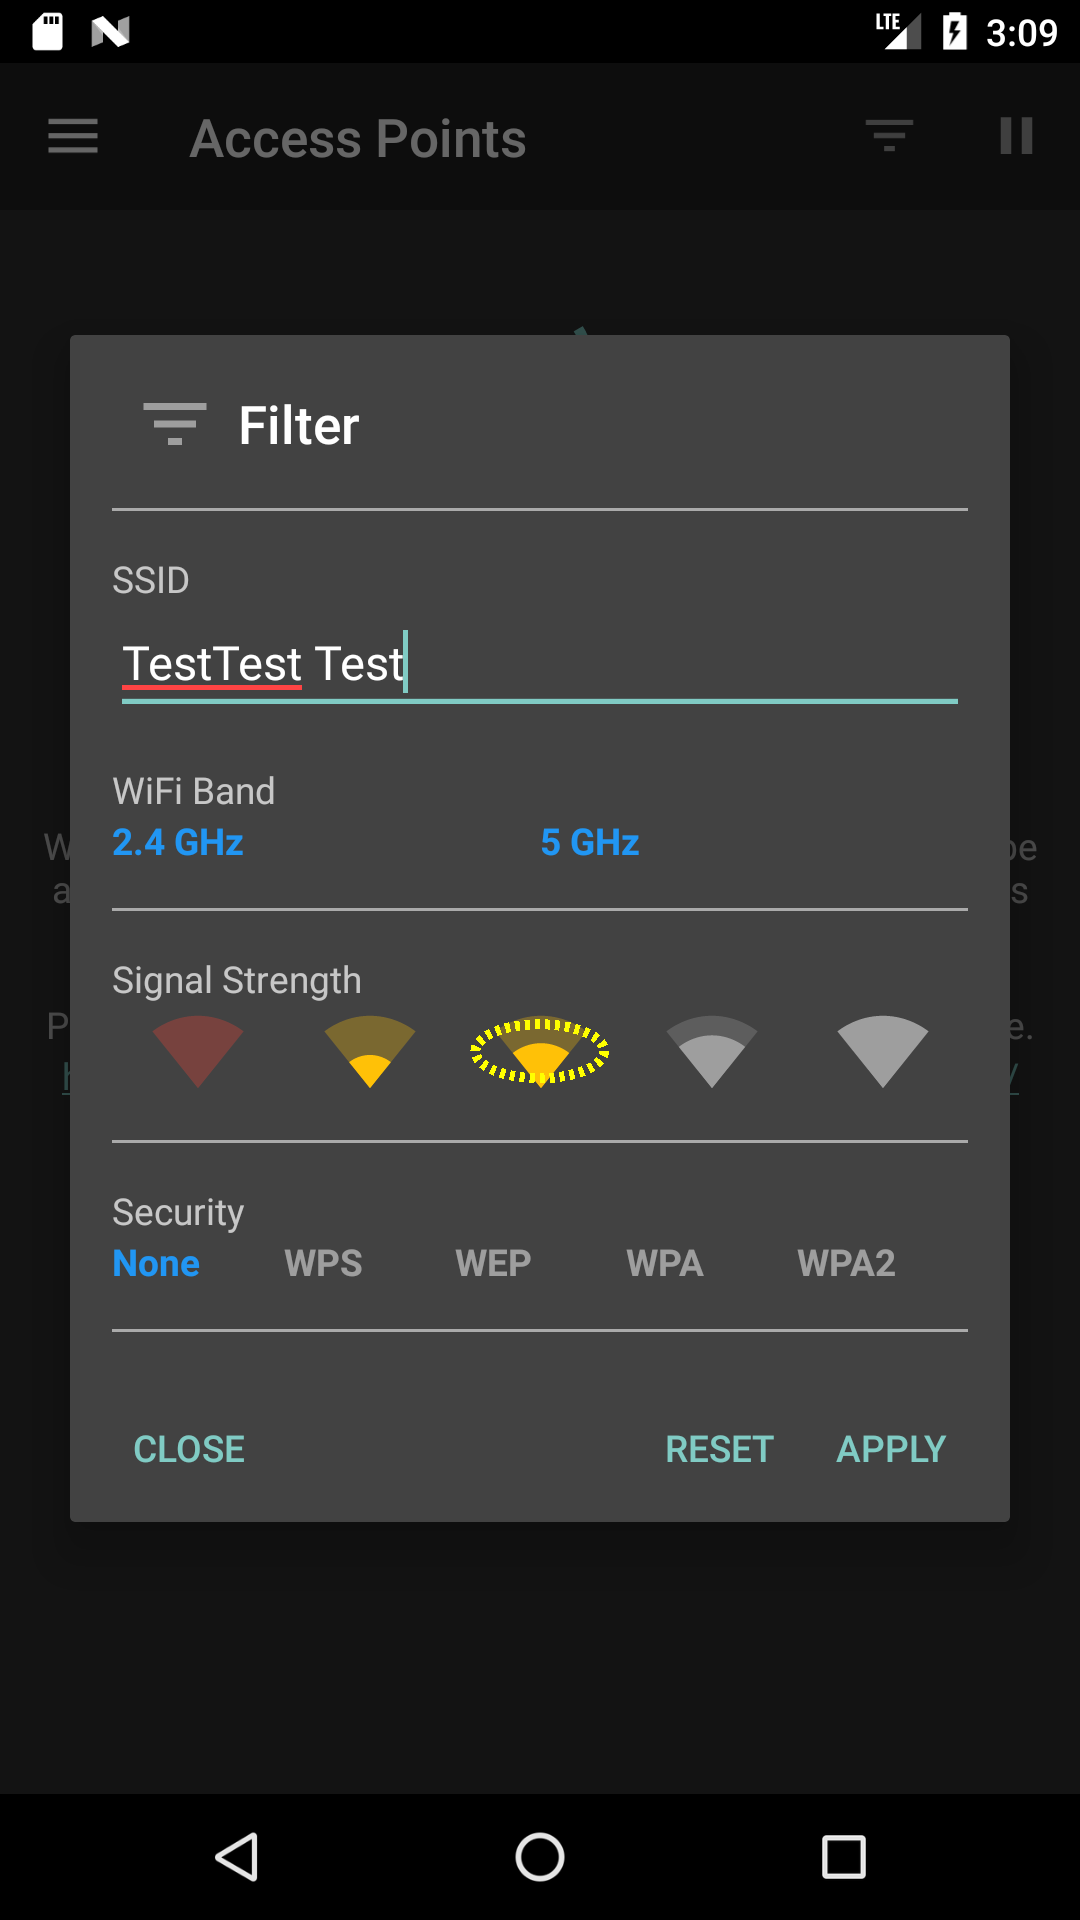 LTE 3:09
Access Points
Filter
SSID
TestTest Test
WiFi Band
2.4 GHz 5 GHz
Signal Strength
Security
None WPS WEP WPA WPA2
CLOSE RESET APPLY